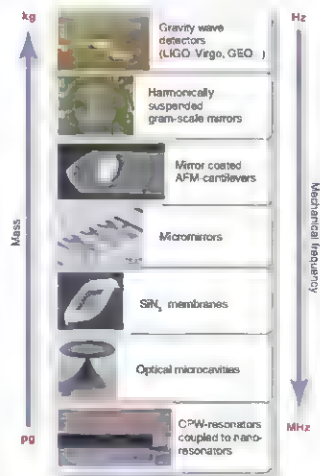 kg
Hz
Gravity wave
detectors
(LIGO, Virgo, GEO...)
Harmonically
suspended
gram-scale mirrors
Mirror coated
AFM-cantilevers
Micromirrors
SiN₃ membranes
Optical microcavities
CPW-resonators
coupled to nano-
resonators
Mass
Mechanical frequency
pg
MHz